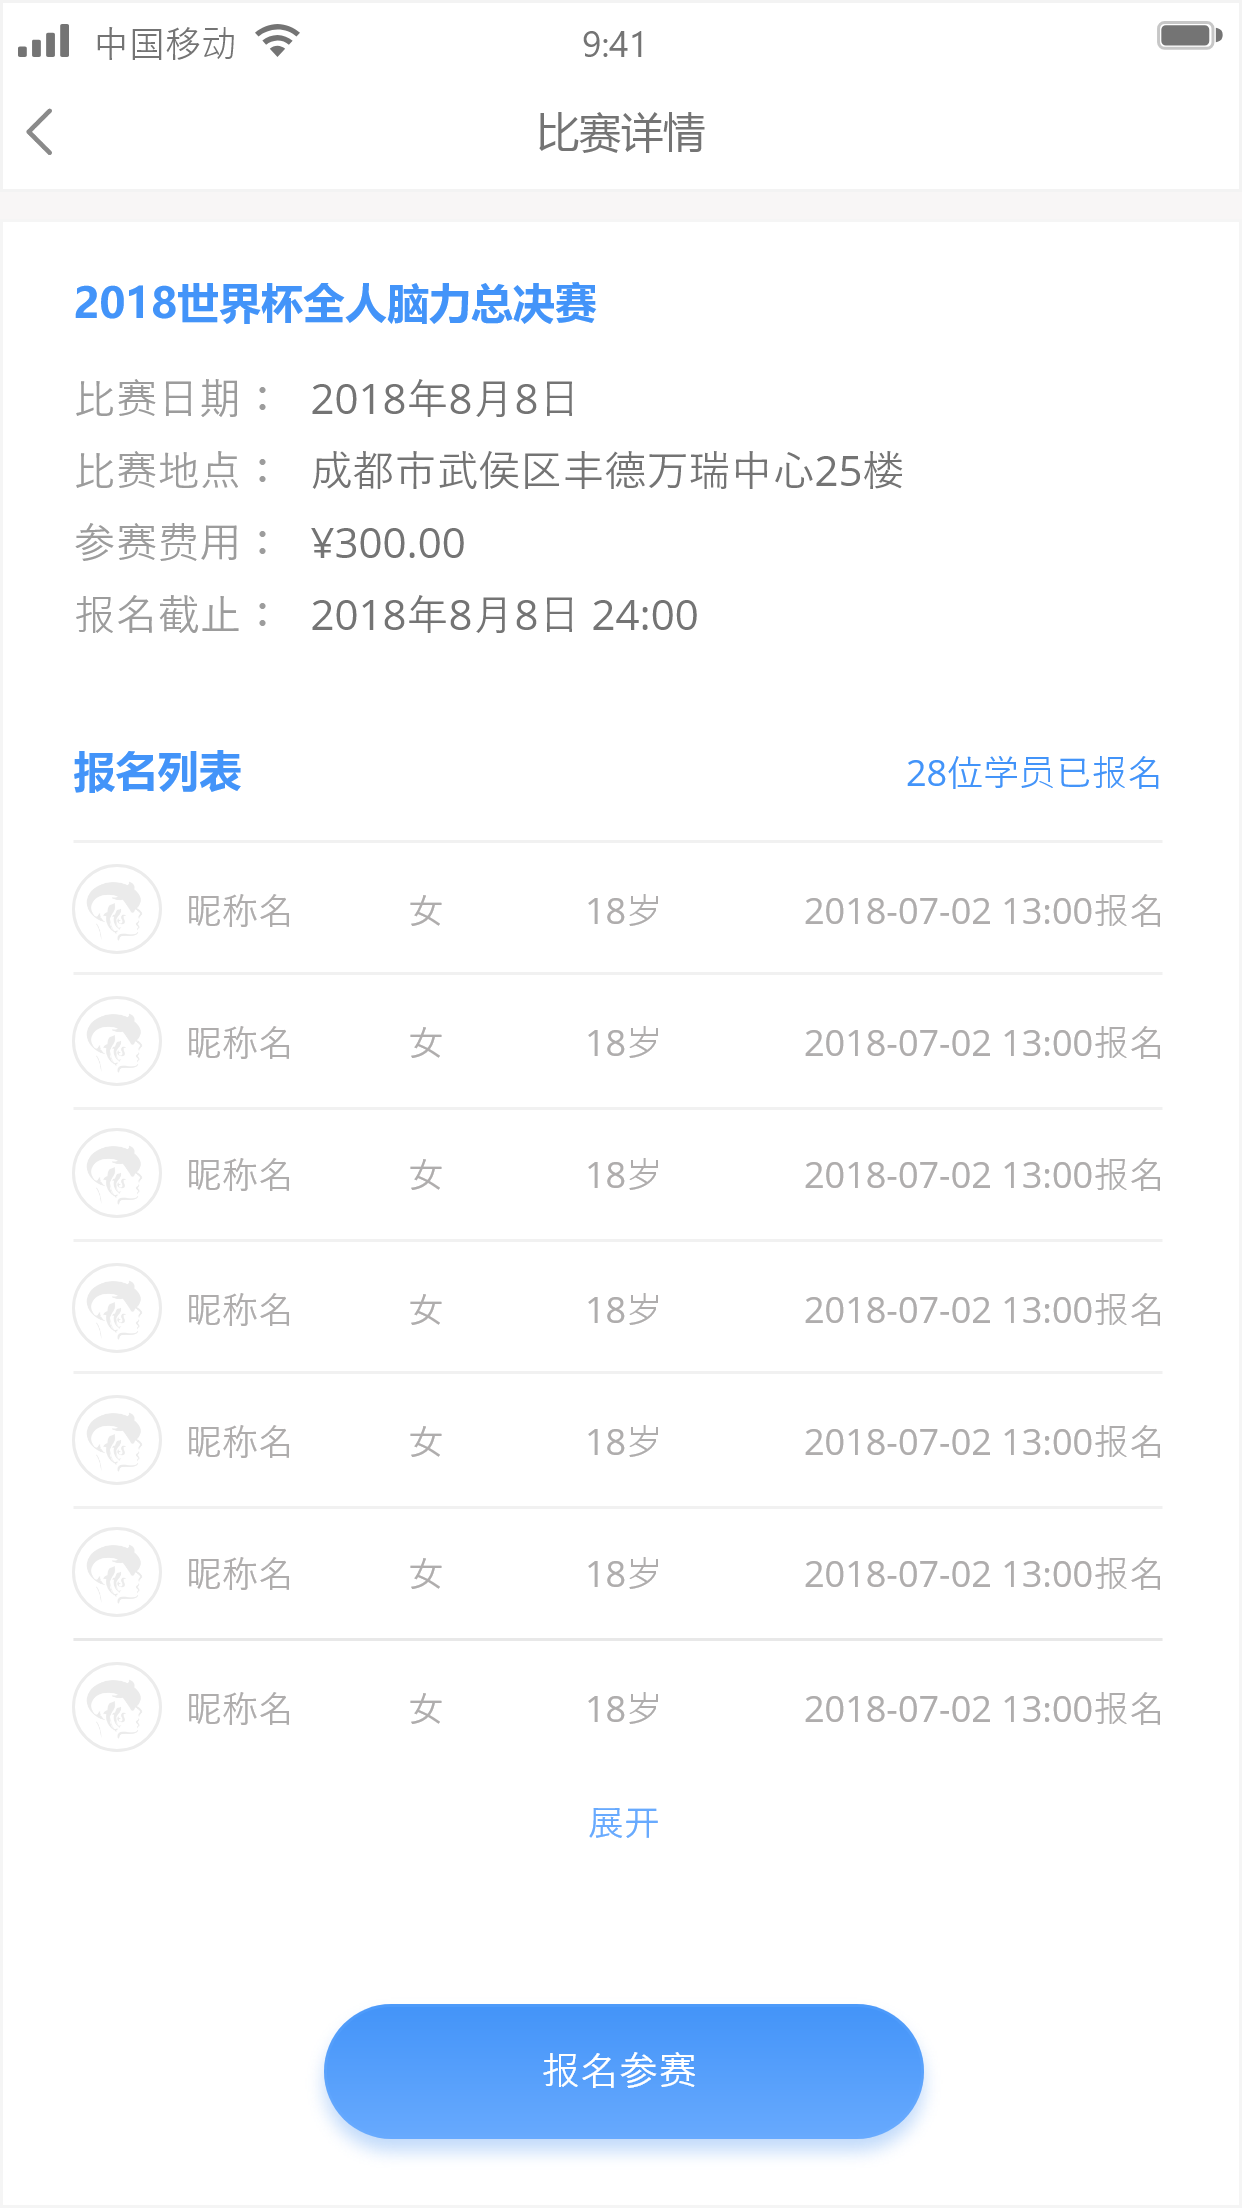 中国移动 9:41
比赛详情
2018世界杯全人脑力总决赛
比赛日期： 2018年8月8日
比赛地点： 成都市武侯区丰德万瑞中心25楼
参赛费用： ¥300.00
报名截止： 2018年8月8日 24:00
报名列表 28位学员已报名
昵称名 女 18岁 2018-07-02 13:00报名
昵称名 女 18岁 2018-07-02 13:00报名
昵称名 女 18岁 2018-07-02 13:00报名
昵称名 女 18岁 2018-07-02 13:00报名
昵称名 女 18岁 2018-07-02 13:00报名
昵称名 女 18岁 2018-07-02 13:00报名
昵称名 女 18岁 2018-07-02 13:00报名
展开
报名参赛